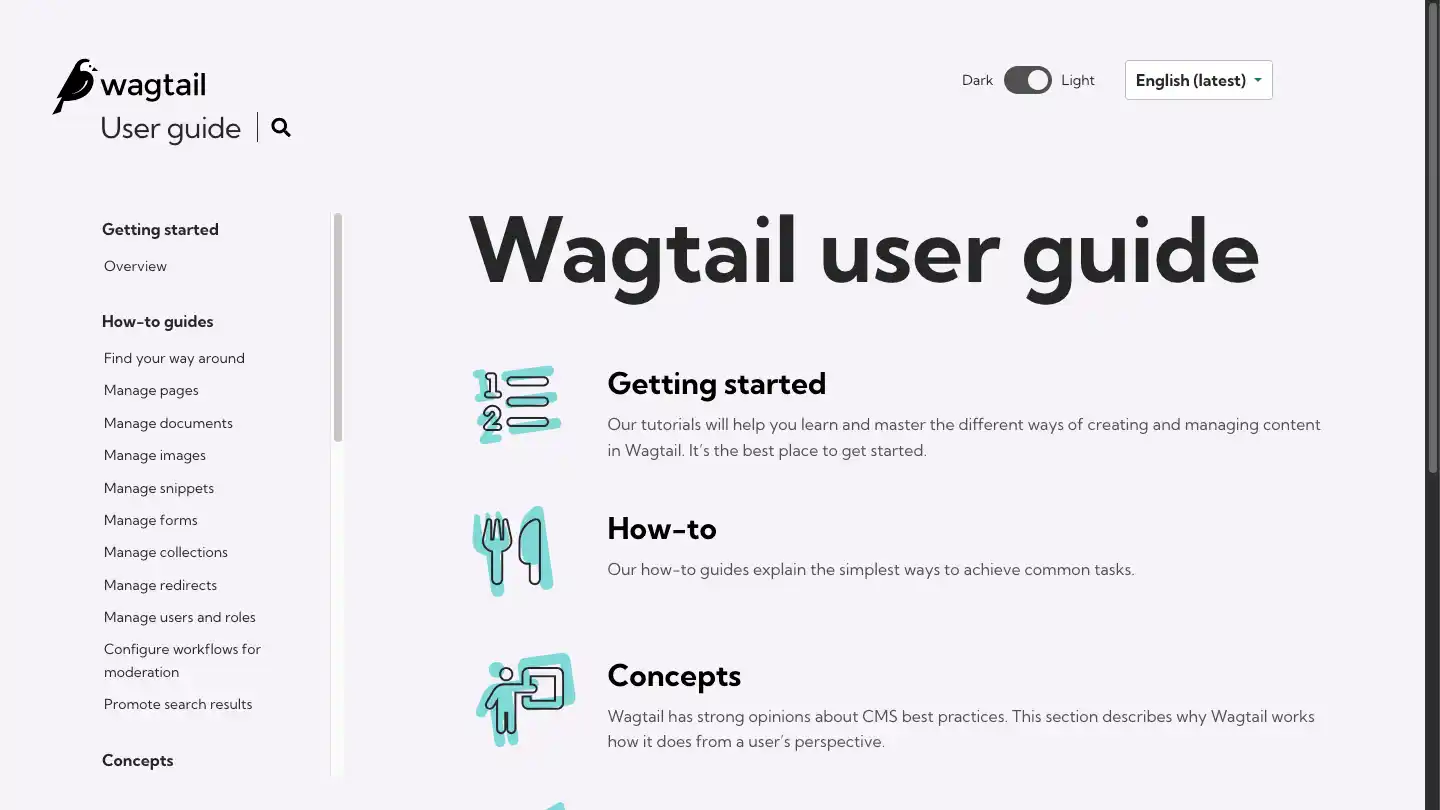 wagtail
User guide
Dark
Light
English (latest)
Getting started
Overview
How-to guides
Find your way around
Manage pages
Manage documents
Manage images
Manage snippets
Manage forms
Manage collections
Manage redirects
Manage users and roles
Configure workflows for
moderation
Promote search results
Concepts
Wagtail user guide
1
2
Getting started
Our tutorials will help you learn and master the different ways of creating and managing content
in Wagtail. It’s the best place to get started.
How-to
Our how-to guides explain the simplest ways to achieve common tasks.
Concepts
Wagtail has strong opinions about CMS best practices. This section describes why Wagtail works
how it does from a user’s perspective.